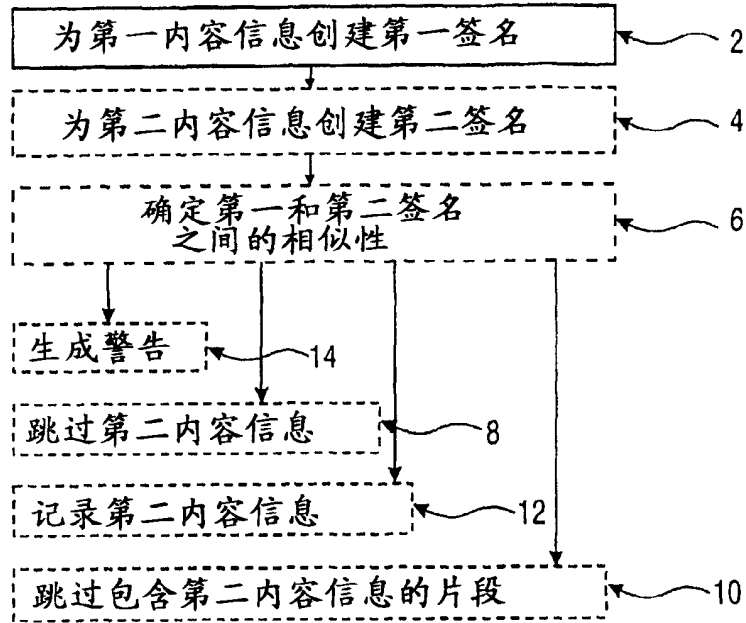 为第一内容信息创建第一签名
2
为第二内容信息创建第二签名
4
确定第一和第二签名
之间的相似性
6
生成警告
14
跳过第二内容信息
8
记录第二内容信息
12
跳过包含第二内容信息的片段
10